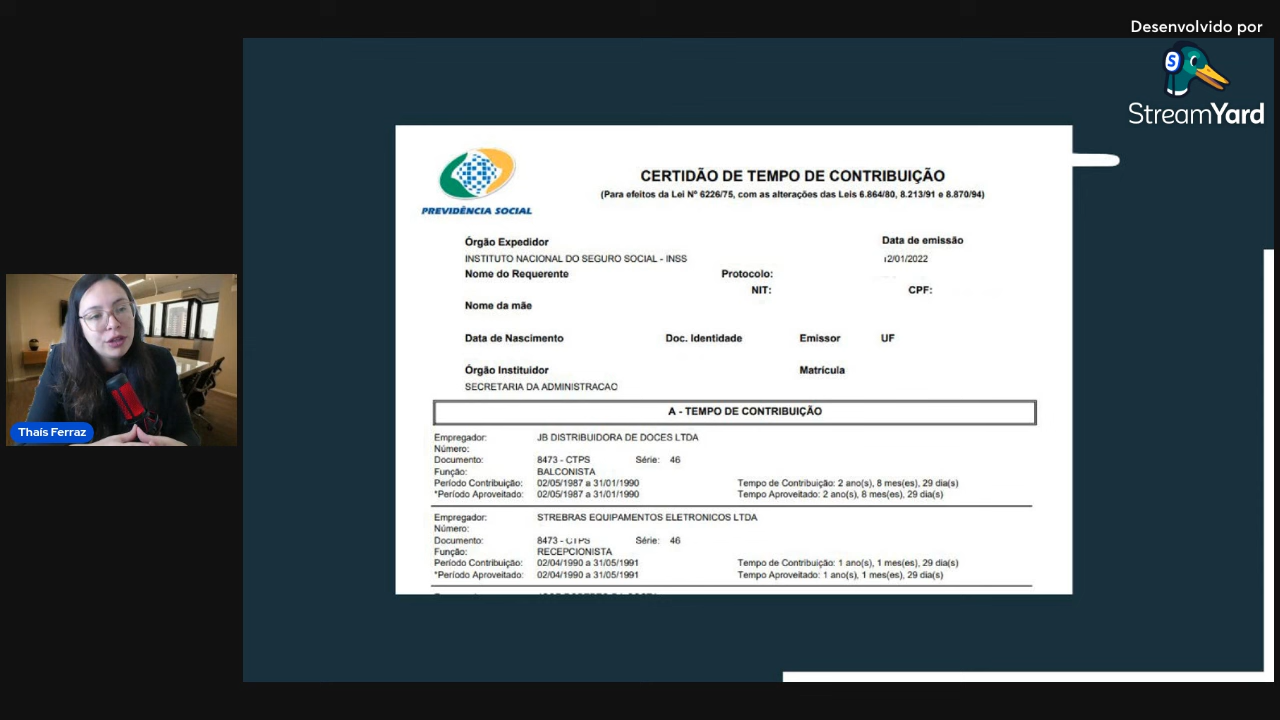 Desenvolvido por
StreamYard
PREVIDÊNCIA SOCIAL
CERTIDÃO DE TEMPO DE CONTRIBUIÇÃO
(Para efeitos da Lei Nº 6226/75, com as alterações das Leis 6.864/80, 8.213/91 e 8.870/94)
Órgão Expedidor Data de emissão
INSTITUTO NACIONAL DO SEGURO SOCIAL - INSS 12/01/2022
Nome do Requerente Protocolo:
NIT: CPF:
Nome da mãe
Data de Nascimento Doc. Identidade Emissor UF
Órgão Instituidor Matrícula
SECRETARIA DA ADMINISTRACAO
A - TEMPO DE CONTRIBUIÇÃO
Empregador: JB DISTRIBUIDORA DE DOCES LTDA
Número:
Documento: 8473 - CTPS Série: 46
Função: BALCONISTA
Período Contribuição: 02/05/1987 a 31/01/1990 Tempo de Contribuição: 2 ano(s), 8 mes(es), 29 dia(s)
*Período Aproveitado: 02/05/1987 a 31/01/1990 Tempo Aproveitado: 2 ano(s), 8 mes(es), 29 dia(s)
Empregador: STREBRAS EQUIPAMENTOS ELETRONICOS LTDA
Número:
Documento: 8473 - CTPS Série: 46
Função: RECEPCIONISTA
Período Contribuição: 02/04/1990 a 31/05/1991 Tempo de Contribuição: 1 ano(s), 1 mes(es), 29 dia(s)
*Período Aproveitado: 02/04/1990 a 31/05/1991 Tempo Aproveitado: 1 ano(s), 1 mes(es), 29 dia(s)
Thaís Ferraz